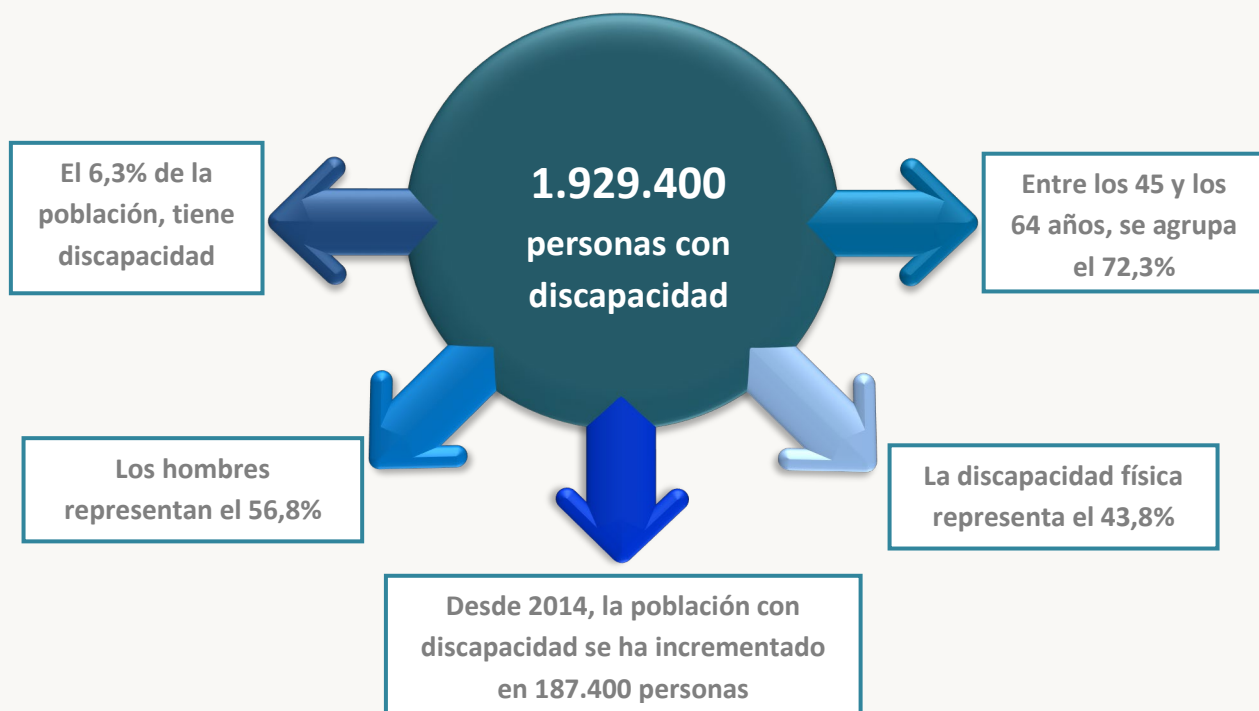 1.929.400
personas con
discapacidad
El 6,3% de la
población, tiene
discapacidad
Entre los 45 y los
64 años, se agrupa
el 72,3%
Los hombres
representan el 56,8%
La discapacidad física
representa el 43,8%
Desde 2014, la población con
discapacidad se ha incrementado
en 187.400 personas